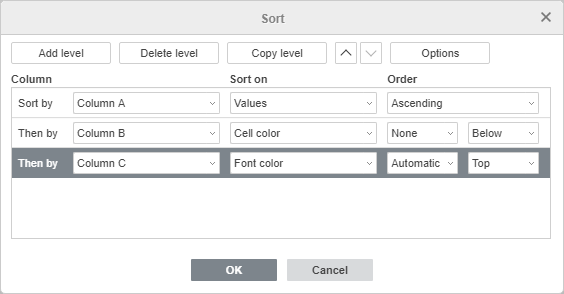 Sort
Add level Delete level Copy level Options
Column Sort on Order
Sort by Column A Values Ascending
Then by Column B Cell color None Below
Then by Column C Font color Automatic Top
OK Cancel